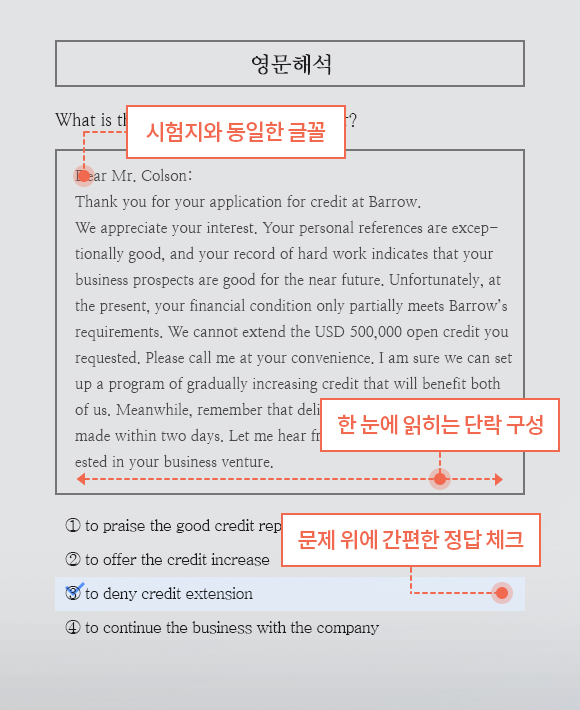 영문해석
What is th
r?
시험지와 동일한 글꼴
Dear Mr. Colson:
Thank you for your application for credit at Barrow.
We appreciate your interest. Your personal references are excep-
tionally good, and your record of hard work indicates that your
business prospects are good for the near future. Unfortunately, at
the present, your financial condition only partially meets Barrow's
requirements. We cannot extend the USD 500,000 open credit you
requested. Please call me at your convenience. I am sure we can set
up a program of gradually increasing credit that will benefit both
of us. Meanwhile, remember that deli
한 눈에 읽히는 단락 구성
made within two days. Let me hear fr
ested in your business venture.
① to praise the good credit rep
문제 위에 간편한 정답 체크
② to offer the credit increase
③ to deny credit extension
④ to continue the business with the company